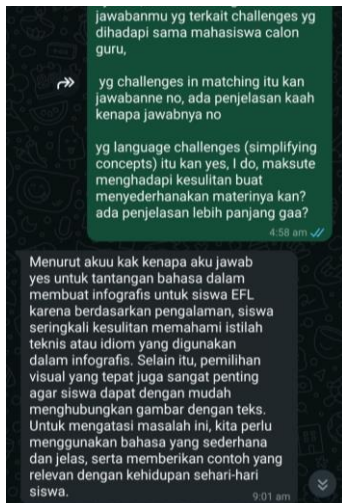 jawabanmu yg terkait challenges yg
dihadapi sama mahasiswa calon
guru,
yg challenges in matching itu kan
jawabanne no, ada penjelasan kaah
kenapa jawabnya no
yg language challenges (simplifying
concepts) itu kan yes, I do, maksute
menghadapi kesulitan buat
menyederhanakan materinya kan?
ada penjelasan lebih panjang gaa?
4:58 am
Menurut akuu kak kenapa aku jawab
yes untuk tantangan bahasa dalam
membuat infografis untuk siswa EFL
karena berdasarkan pengalaman, siswa
seringkali kesulitan memahami istilah
teknis atau idiom yang digunakan
dalam infografis. Selain itu, pemilihan
visual yang tepat juga sangat penting
agar siswa dapat dengan mudah
menghubungkan gambar dengan teks.
Untuk mengatasi masalah ini, kita perlu
menggunakan bahasa yang sederhana
dan jelas, serta memberikan contoh yang
relevan dengan kehidupan sehari-hari
siswa.
9:01 am